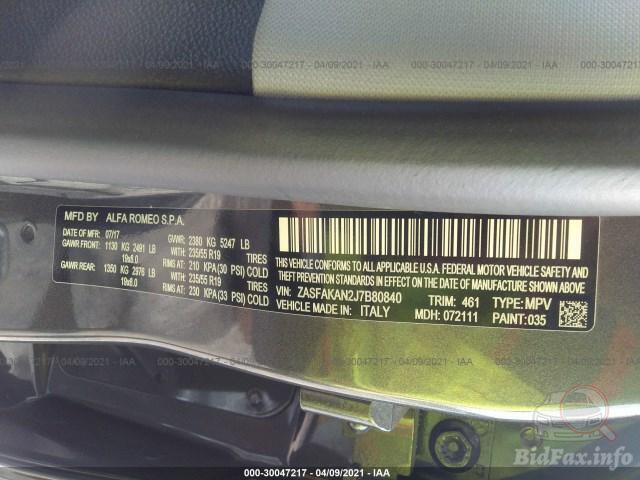 000-30047217 - 04/09/2021 - IAAI
MFD BY ALFA ROMEO S.P.A.
DATE OF MFR: 07/17 GVWR: 2380 KG 5247 LB
GAWR FRONT: 1130 KG 2491 LB WITH: 235/55 R19 TIRES
19x8.0 RIMS AT: 210 KPA (30 PSI) COLD
GAWR REAR: 1350 KG 2976 LB WITH: 235/55 R19 TIRES
19x8.0 RIMS AT: 230 KPA (33 PSI) COLD
THIS VEHICLE CONFORMS TO ALL APPLICABLE U.S.A. FEDERAL MOTOR VEHICLE SAFETY AND
THEFT PREVENTION STANDARDS IN EFFECT ON THE DATE OF MANUFACTURE SHOWN ABOVE.
VIN: ZASFAKAN2J7B80840 TRIM: 461 TYPE: MPV
VEHICLE MADE IN: ITALY MDH: 072111 PAINT:035
000-30047217 - 04/09/2021 - IAAI
BidFax.info
000-30047217 - 04/09/2021 - IAAI